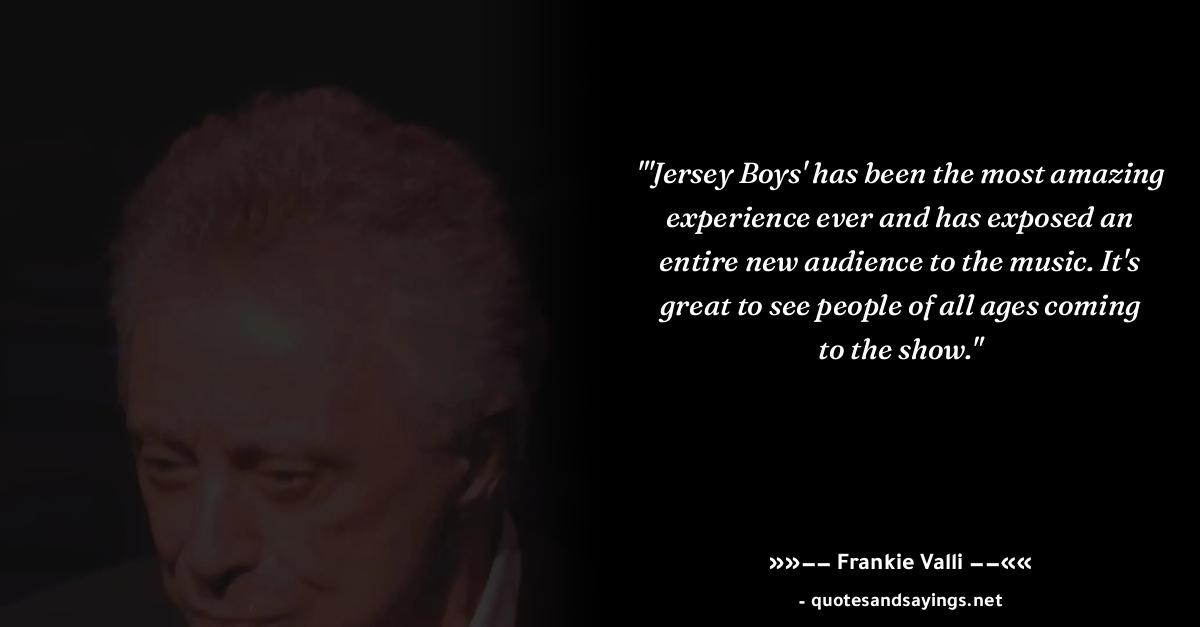 "'Jersey Boys' has been the most amazing
experience ever and has exposed an
entire new audience to the music. It's
great to see people of all ages coming
to the show."
»»–– Frankie Valli ––««
- quotesandsayings.net